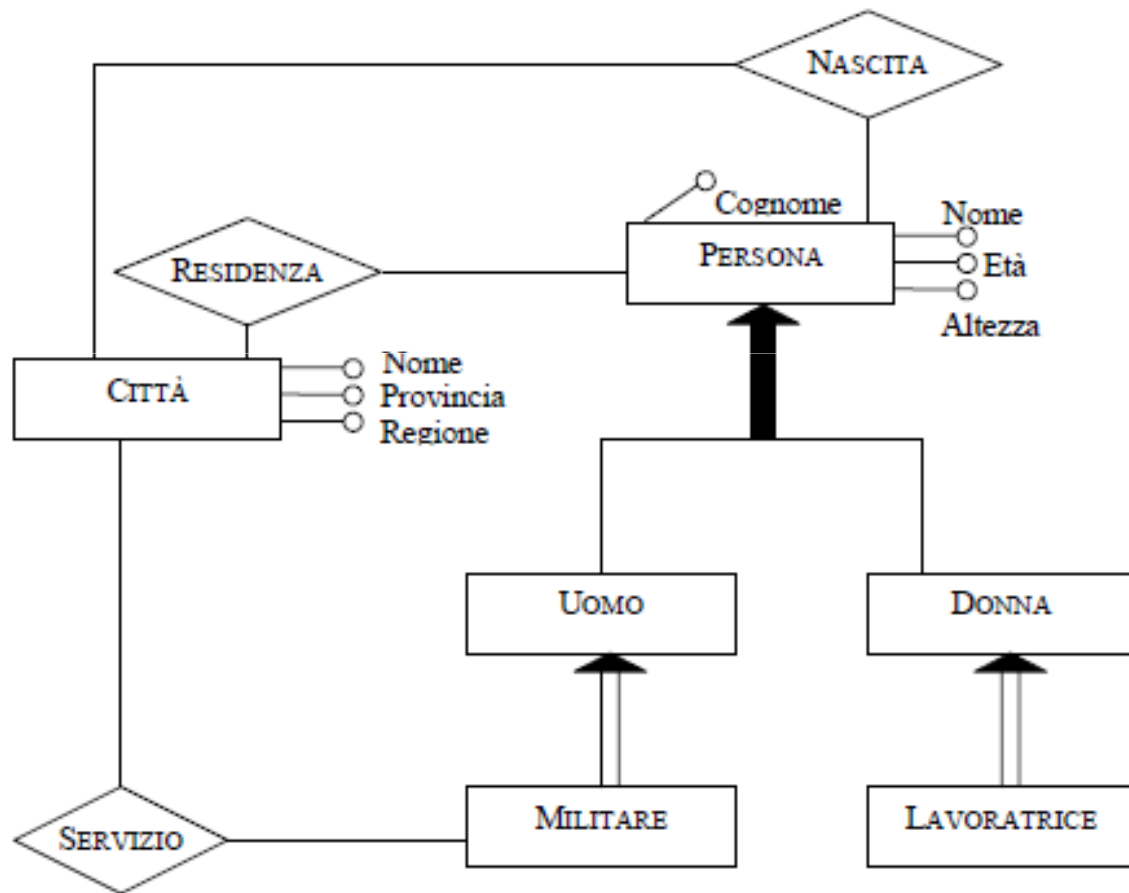 NASCITA
Cognome
Nome
PERSONA
Età
Altezza
RESIDENZA
CITTÀ
Nome
Provincia
Regione
UOMO
DONNA
MILITARE
LAVORATRICE
SERVIZIO